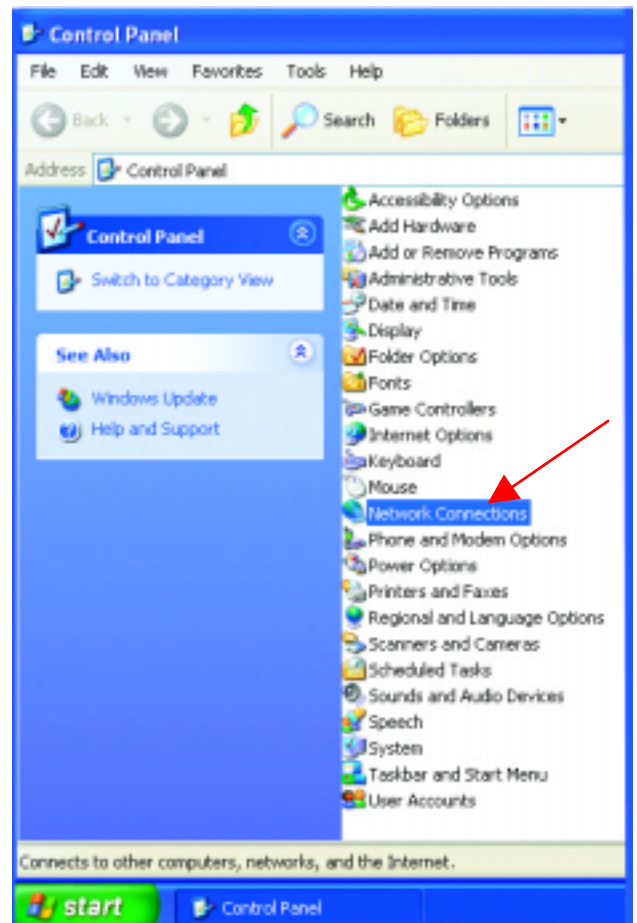 Control Panel
File Edit View Favorites Tools Help
Back Search Folders
Address Control Panel
Control Panel
Switch to Category View
See Also
Windows Update
Help and Support
Accessibility Options
Add Hardware
Add or Remove Programs
Administrative Tools
Date and Time
Display
Folder Options
Fonts
Game Controllers
Internet Options
Keyboard
Mouse
Network Connections
Phone and Modem Options
Power Options
Printers and Faxes
Regional and Language Options
Scanners and Cameras
Scheduled Tasks
Sounds and Audio Devices
Speech
System
Taskbar and Start Menu
User Accounts
Connects to other computers, networks, and the Internet.
start Control Panel